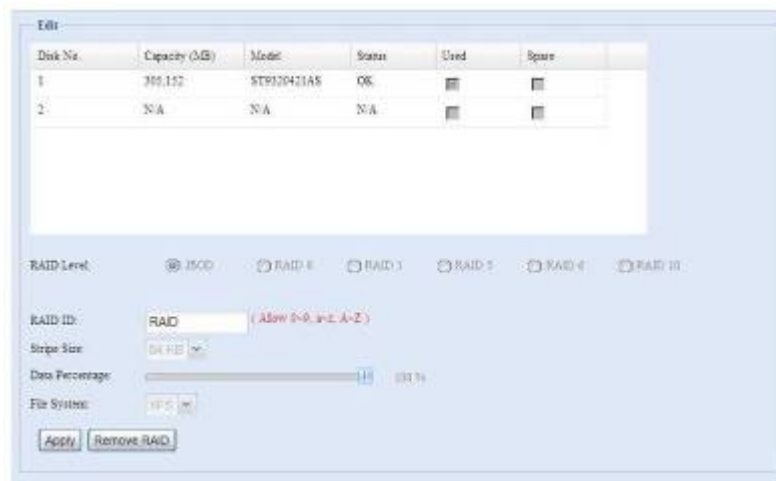 Edit
Disk No. Capacity (MB) Model Status Used Spare
1 305,152 ST9320421AS OK
2 N/A N/A N/A
RAID Level: JBOD RAID 0 RAID 1 RAID 5 RAID 6 RAID 10
RAID ID: RAID ( Allow 0~9, a~z, A~Z )
Stripe Size: 64 KB
Data Percentage: 100 %
File System: XFS
Apply Remove RAID